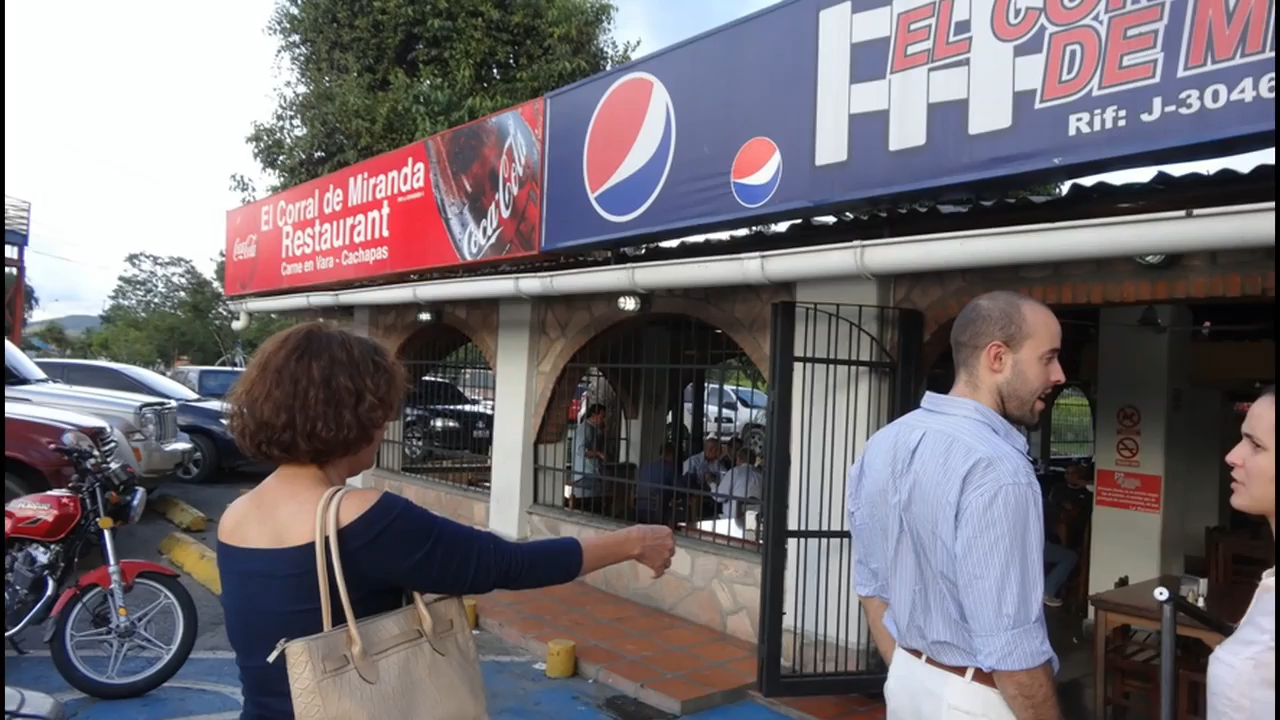 El Corral de Miranda
Restaurant
Carne en Vara - Cachapas
Coca-Cola
Coca-Cola
EL CO
DE M
Rif: J-3046